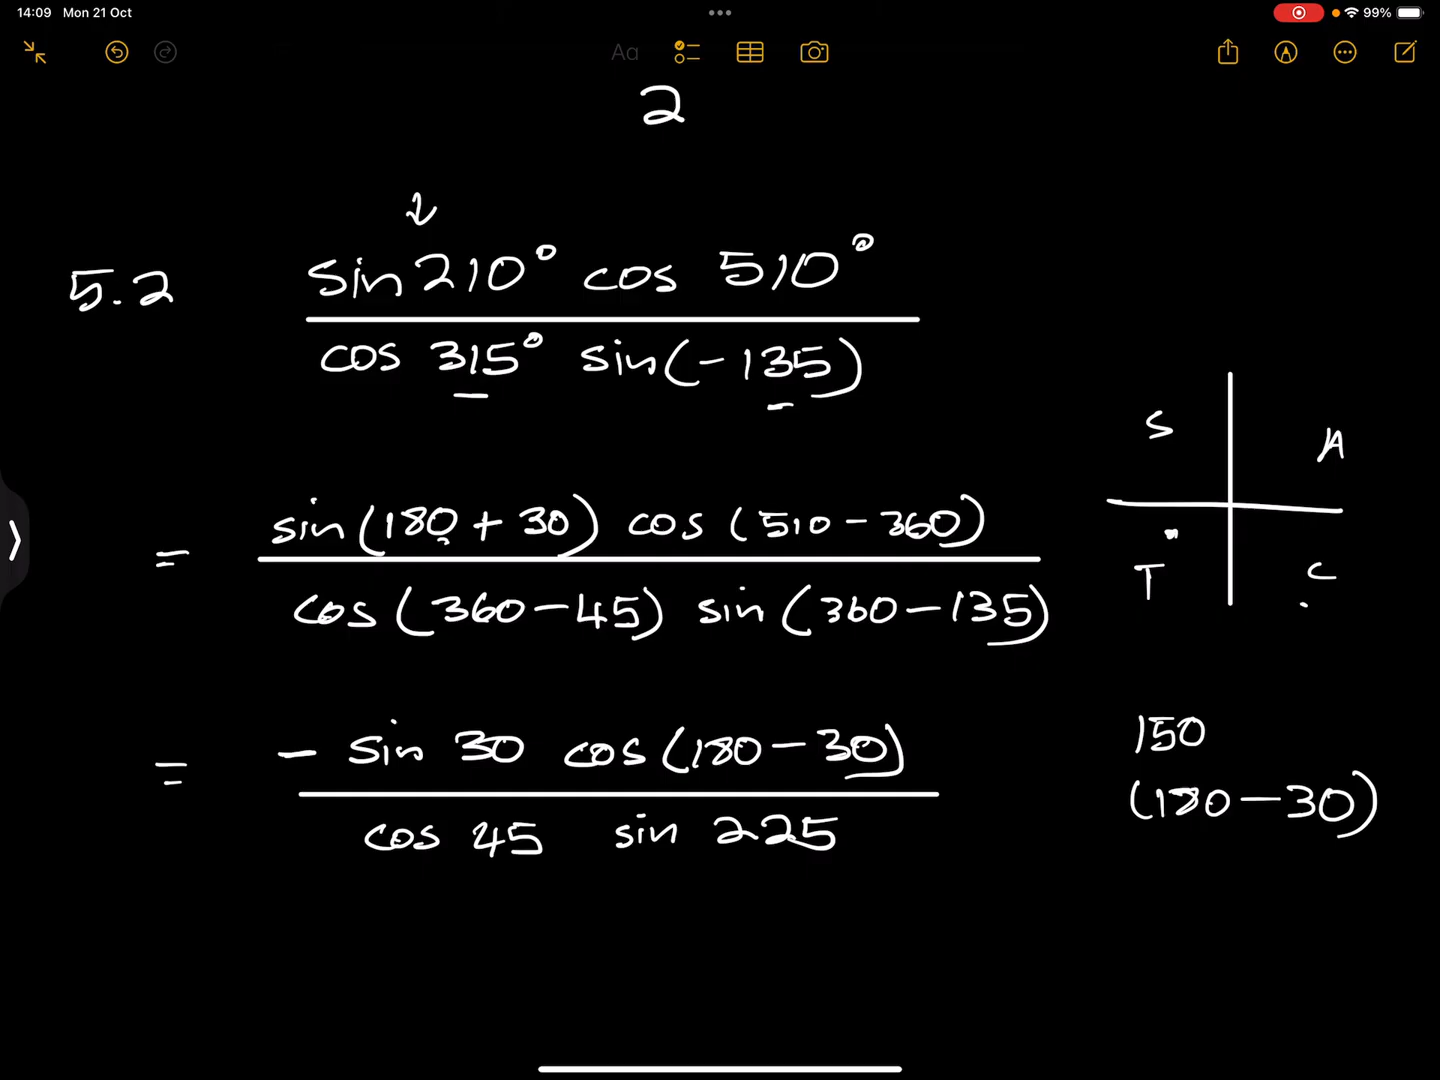 14:09 Mon 21 Oct
99%
Aa
2
5.2 sin210° cos 510°
cos 315° sin(-135)
S A
T C
= sin(180+30) cos(510-360)
cos(360-45) sin(360-135)
= - sin 30 cos(180-30)
cos 45 sin 225
150
(180-30)